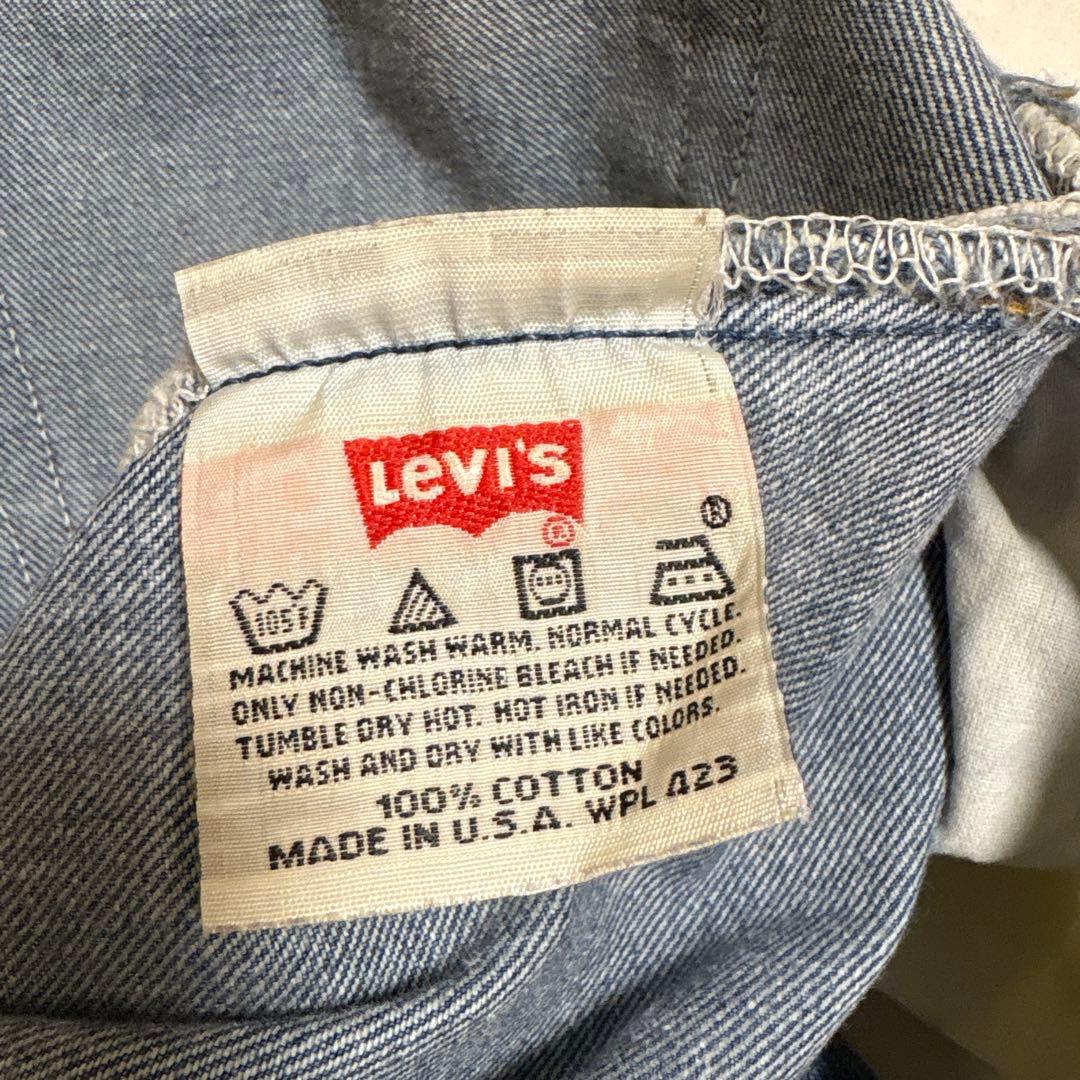 Levi's
®
®
105F
MACHINE WASH WARM. NORMAL CYCLE.
ONLY NON-CHLORINE BLEACH IF NEEDED.
TUMBLE DRY HOT. HOT IRON IF NEEDED.
WASH AND DRY WITH LIKE COLORS.
100% COTTON
MADE IN U.S.A. WPL 423